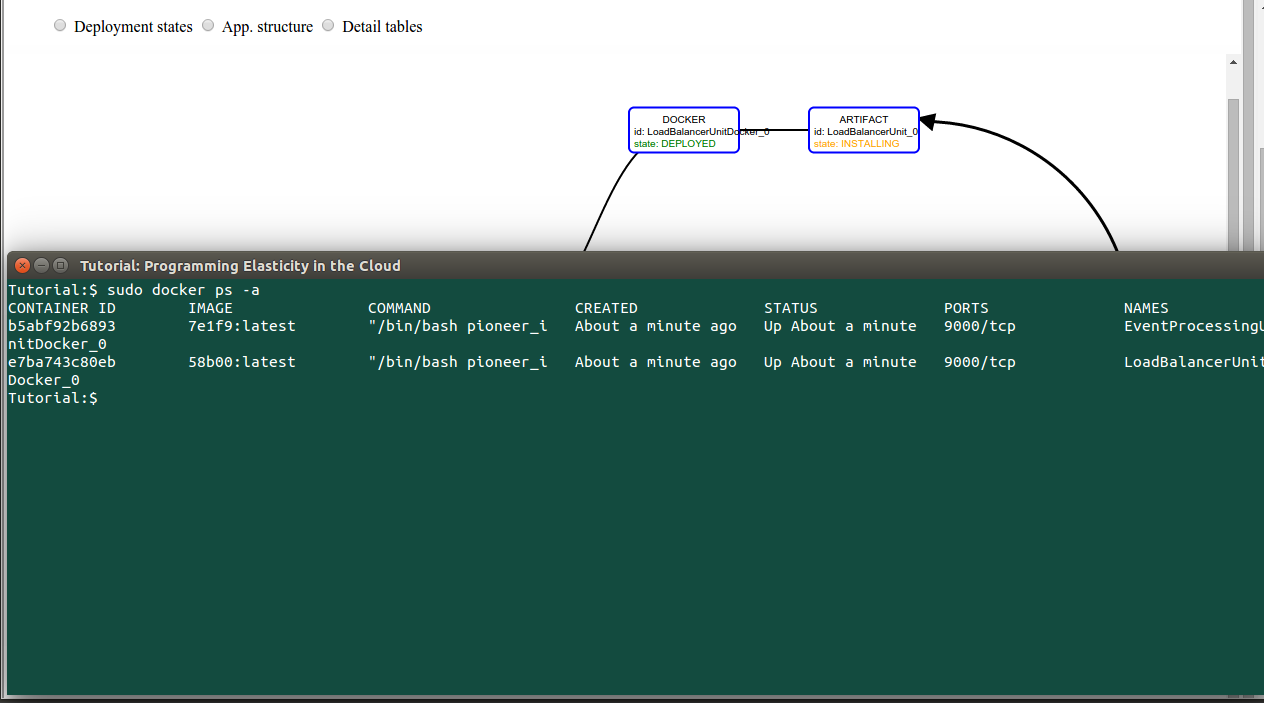 Deployment states App. structure Detail tables
DOCKER
id: LoadBalancerUnitDocker_0
state: DEPLOYED
ARTIFACT
id: LoadBalancerUnit_0
state: INSTALLING
Tutorial: Programming Elasticity in the Cloud
Tutorial:$ sudo docker ps -a
CONTAINER ID IMAGE COMMAND CREATED STATUS PORTS NAMES
b5abf92b6893 7e1f9:latest "/bin/bash pioneer_i About a minute ago Up About a minute 9000/tcp EventProcessingU
nitDocker_0
e7ba743c80eb 58b00:latest "/bin/bash pioneer_i About a minute ago Up About a minute 9000/tcp LoadBalancerUnit
Docker_0
Tutorial:$